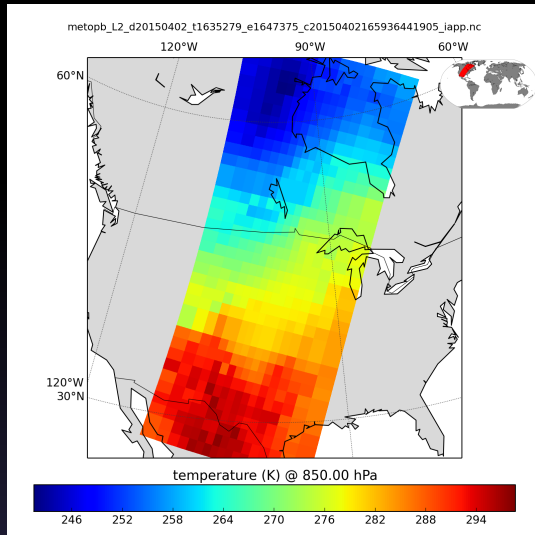 metopb_L2_d20150402_t1635279_e1647375_c20150402165936441905_iapp.nc
120°W 90°W 60°W
60°N
120°W
30°N
temperature (K) @ 850.00 hPa
246 252 258 264 270 276 282 288 294